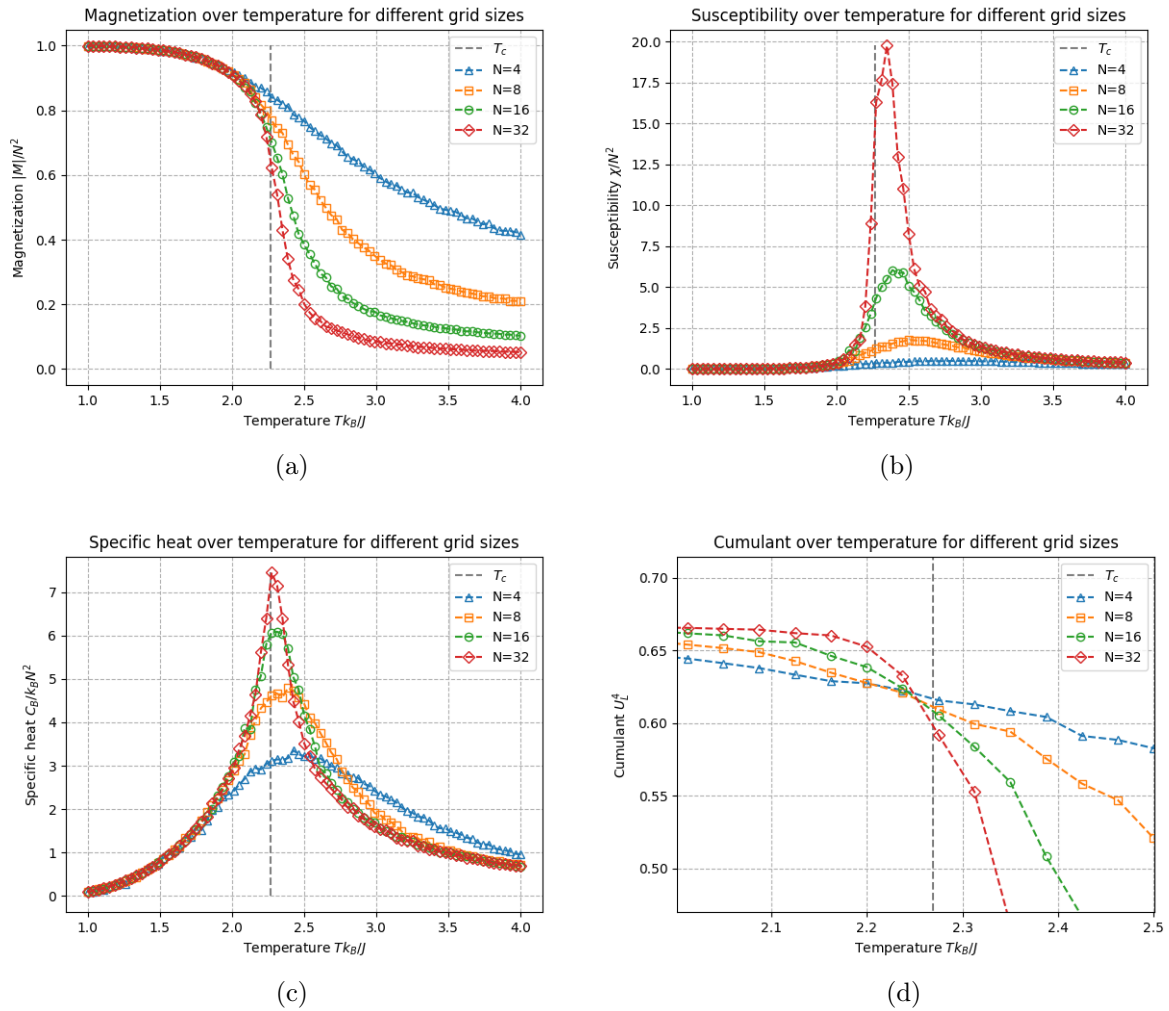 Magnetization over temperature for different grid sizes
Magnetization |M|/N²
1.0
0.8
0.6
0.4
0.2
0.0
T_c
N=4
N=8
N=16
N=32
1.0 1.5 2.0 2.5 3.0 3.5 4.0
Temperature Tk_B/J
(a)
Susceptibility over temperature for different grid sizes
Susceptibility χ/N²
20.0
17.5
15.0
12.5
10.0
7.5
5.0
2.5
0.0
T_c
N=4
N=8
N=16
N=32
1.0 1.5 2.0 2.5 3.0 3.5 4.0
Temperature Tk_B/J
(b)
Specific heat over temperature for different grid sizes
Specific heat C_B/k_BN²
7
6
5
4
3
2
1
0
T_c
N=4
N=8
N=16
N=32
1.0 1.5 2.0 2.5 3.0 3.5 4.0
Temperature Tk_B/J
(c)
Cumulant over temperature for different grid sizes
Cumulant U_L⁴
0.70
0.65
0.60
0.55
0.50
T_c
N=4
N=8
N=16
N=32
2.1 2.2 2.3 2.4 2.5
Temperature Tk_B/J
(d)